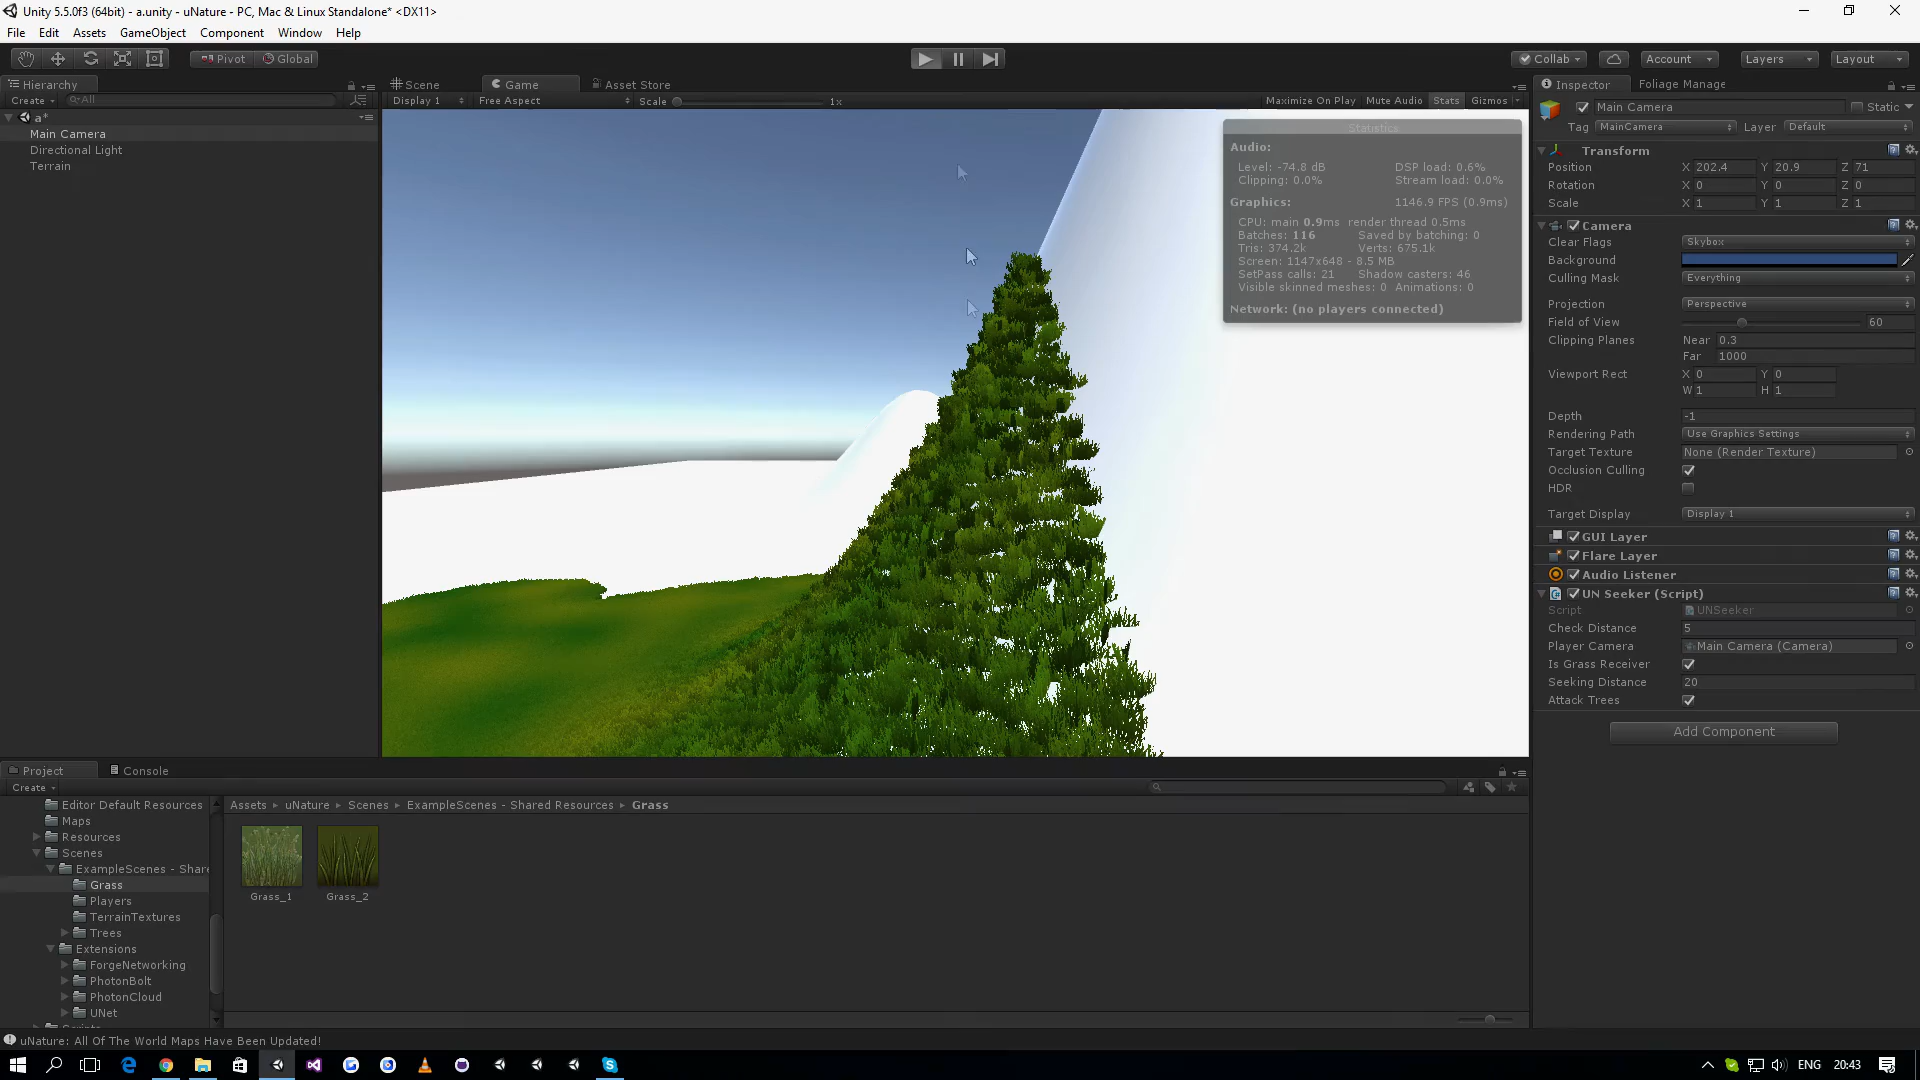 Unity 5.5.0f3 (64bit) - a.unity - uNature - PC, Mac & Linux Standalone* <DX11>
File Edit Assets GameObject Component Window Help
Pivot Global Collab Account Layers Layout
Hierarchy Scene Game Asset Store Inspector Foliage Manage
Create All Display 1 Free Aspect Scale 1x Maximize On Play Mute Audio Stats Gizmos
a*
Main Camera
Directional Light
Terrain
Statistics
Audio:
Level: -74.8 dB DSP load: 0.6%
Clipping: 0.0% Stream load: 0.0%
Graphics: 1146.9 FPS (0.9ms)
CPU: main 0.9ms render thread 0.5ms
Batches: 116 Saved by batching: 0
Tris: 374.2k Verts: 675.1k
Screen: 1147x648 - 8.5 MB
SetPass calls: 21 Shadow casters: 46
Visible skinned meshes: 0 Animations: 0
Network: (no players connected)
Main Camera Static
Tag MainCamera Layer Default
Transform
Position X 202.4 Y 20.9 Z 71
Rotation X 0 Y 0 Z 0
Scale X 1 Y 1 Z 1
Camera
Clear Flags Skybox
Background
Culling Mask Everything
Projection Perspective
Field of View 60
Clipping Planes Near 0.3
Far 1000
Viewport Rect X 0 Y 0
W 1 H 1
Depth -1
Rendering Path Use Graphics Settings
Target Texture None (Render Texture)
Occlusion Culling
HDR
Target Display Display 1
GUI Layer
Flare Layer
Audio Listener
UN Seeker (Script)
Script UNSeeker
Check Distance 5
Player Camera Main Camera (Camera)
Is Grass Receiver
Seeking Distance 20
Attack Trees
Add Component
Project Console
Create
Editor Default Resources
Maps
Resources
Scenes
ExampleScenes - Share
Grass
Players
TerrainTextures
Trees
Extensions
ForgeNetworking
PhotonBolt
PhotonCloud
UNet
Assets uNature Scenes ExampleScenes - Shared Resources Grass
Grass_1 Grass_2
uNature: All Of The World Maps Have Been Updated!
ENG 20:43